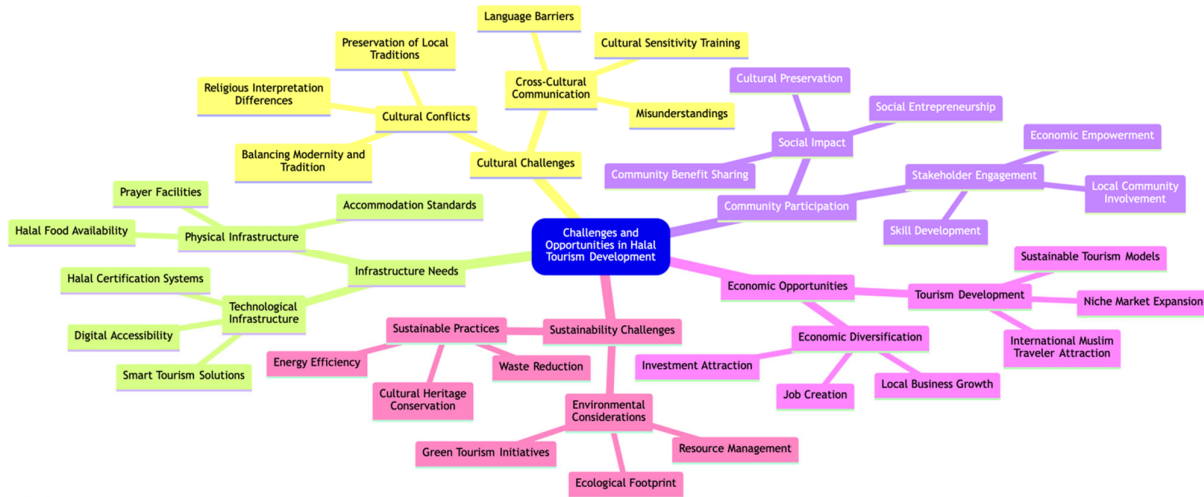 Language Barriers
Preservation of Local
Traditions
Cultural Sensitivity Training
Cross-Cultural
Communication
Religious Interpretation
Differences
Misunderstandings
Cultural Conflicts
Balancing Modernity and
Tradition
Cultural Challenges
Cultural Preservation
Social Entrepreneurship
Social Impact
Economic Empowerment
Community Benefit Sharing
Stakeholder Engagement
Local Community
Involvement
Community Participation
Skill Development
Prayer Facilities
Accommodation Standards
Halal Food Availability
Physical Infrastructure
Challenges and
Opportunities in Halal
Tourism Development
Infrastructure Needs
Halal Certification Systems
Technological
Infrastructure
Digital Accessibility
Smart Tourism Solutions
Sustainable Tourism Models
Economic Opportunities
Tourism Development
Niche Market Expansion
International Muslim
Traveler Attraction
Economic Diversification
Investment Attraction
Job Creation
Local Business Growth
Sustainable Practices
Sustainability Challenges
Energy Efficiency
Waste Reduction
Cultural Heritage
Conservation
Environmental
Considerations
Green Tourism Initiatives
Resource Management
Ecological Footprint